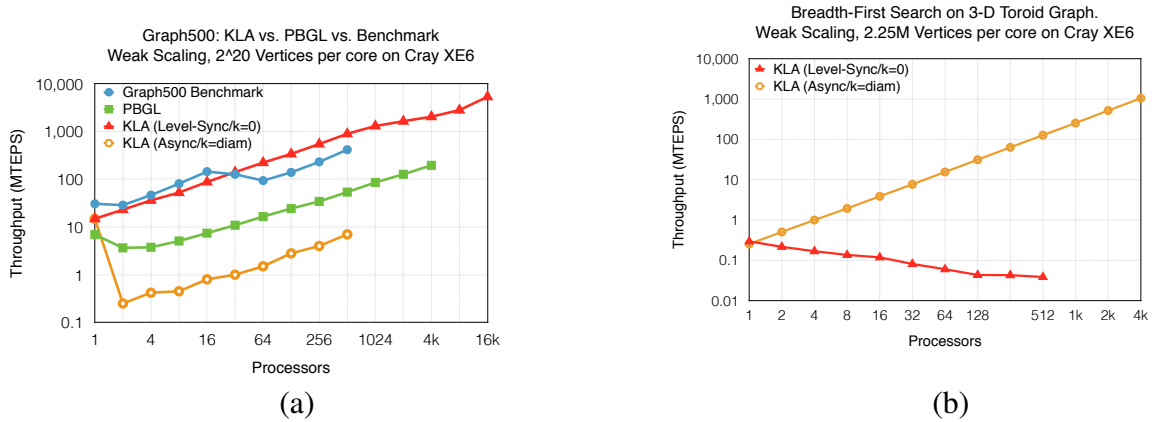 Graph500: KLA vs. PBGL vs. Benchmark
Weak Scaling, 2^20 Vertices per core on Cray XE6
Throughput (MTEPS)
10,000
1,000
100
10
1
0.1
Graph500 Benchmark
PBGL
KLA (Level-Sync/k=0)
KLA (Async/k=diam)
1
4
16
64
256
1024
4k
16k
Processors
(a)
Breadth-First Search on 3-D Toroid Graph.
Weak Scaling, 2.25M Vertices per core on Cray XE6
Throughput (MTEPS)
10,000
1,000
100
10
1
0.1
0.01
KLA (Level-Sync/k=0)
KLA (Async/k=diam)
1
2
4
8
16
32
64
128
512
1k
2k
4k
Processors
(b)